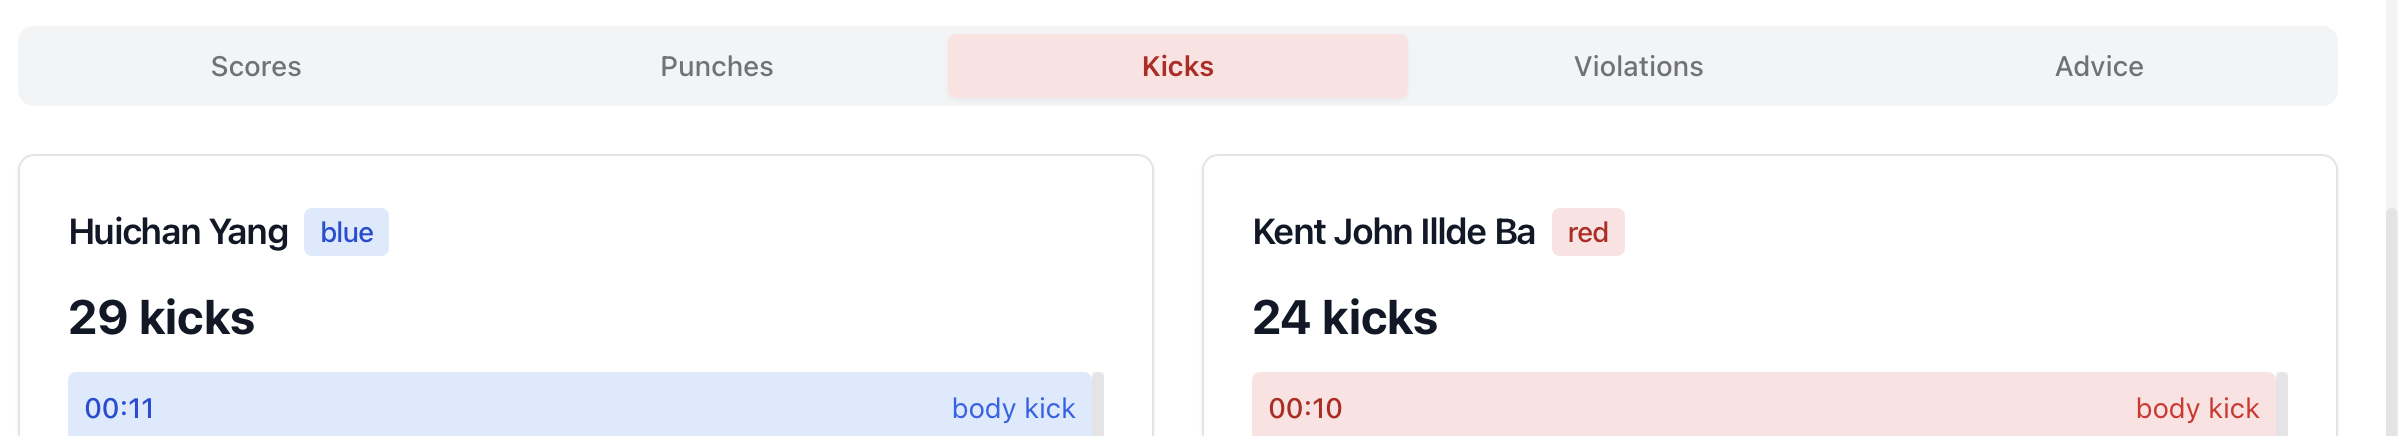 Scores Punches Kicks Violations Advice
Huichan Yang blue
29 kicks
00:11 body kick
Kent John Illde Ba red
24 kicks
00:10 body kick